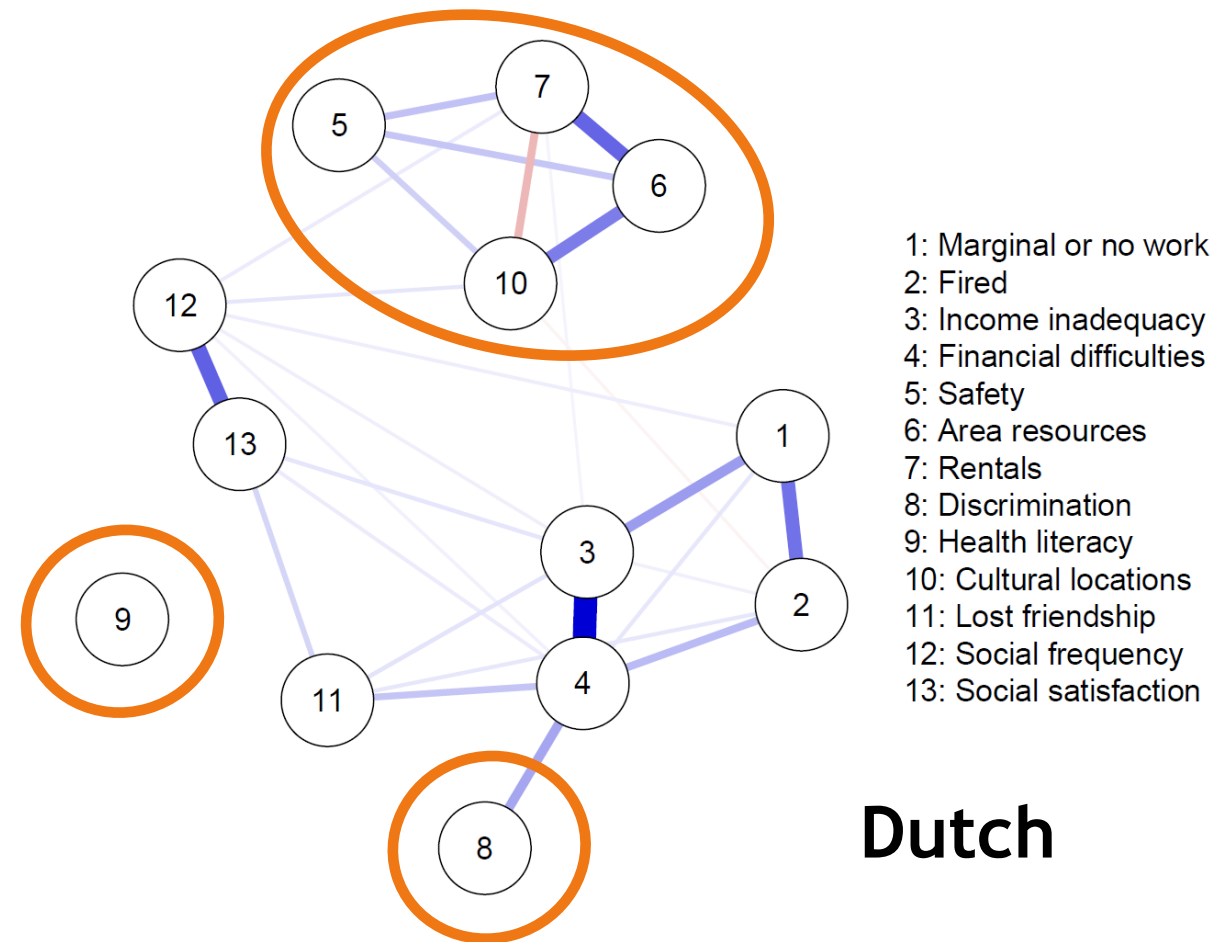 7
5
6
10
12
1
13
3
2
9
4
11
8
1: Marginal or no work
2: Fired
3: Income inadequacy
4: Financial difficulties
5: Safety
6: Area resources
7: Rentals
8: Discrimination
9: Health literacy
10: Cultural locations
11: Lost friendship
12: Social frequency
13: Social satisfaction
Dutch